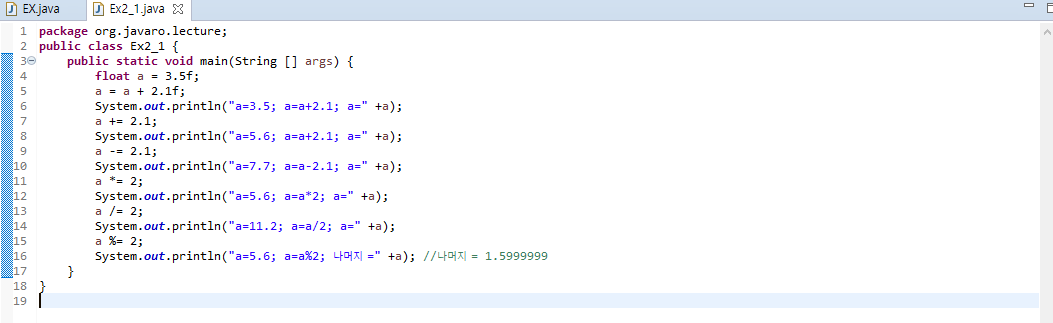 EX.java Ex2_1.java
1 package org.javaro.lecture;
2 public class Ex2_1 {
3 public static void main(String [] args) {
4 float a = 3.5f;
5 a = a + 2.1f;
6 System.out.println("a=3.5; a=a+2.1; a=" +a);
7 a += 2.1;
8 System.out.println("a=5.6; a=a+2.1; a=" +a);
9 a -= 2.1;
10 System.out.println("a=7.7; a=a-2.1; a=" +a);
11 a *= 2;
12 System.out.println("a=5.6; a=a*2; a=" +a);
13 a /= 2;
14 System.out.println("a=11.2; a=a/2; a=" +a);
15 a %= 2;
16 System.out.println("a=5.6; a=a%2; 나머지 =" +a); //나머지 = 1.5999999
17 }
18 }
19